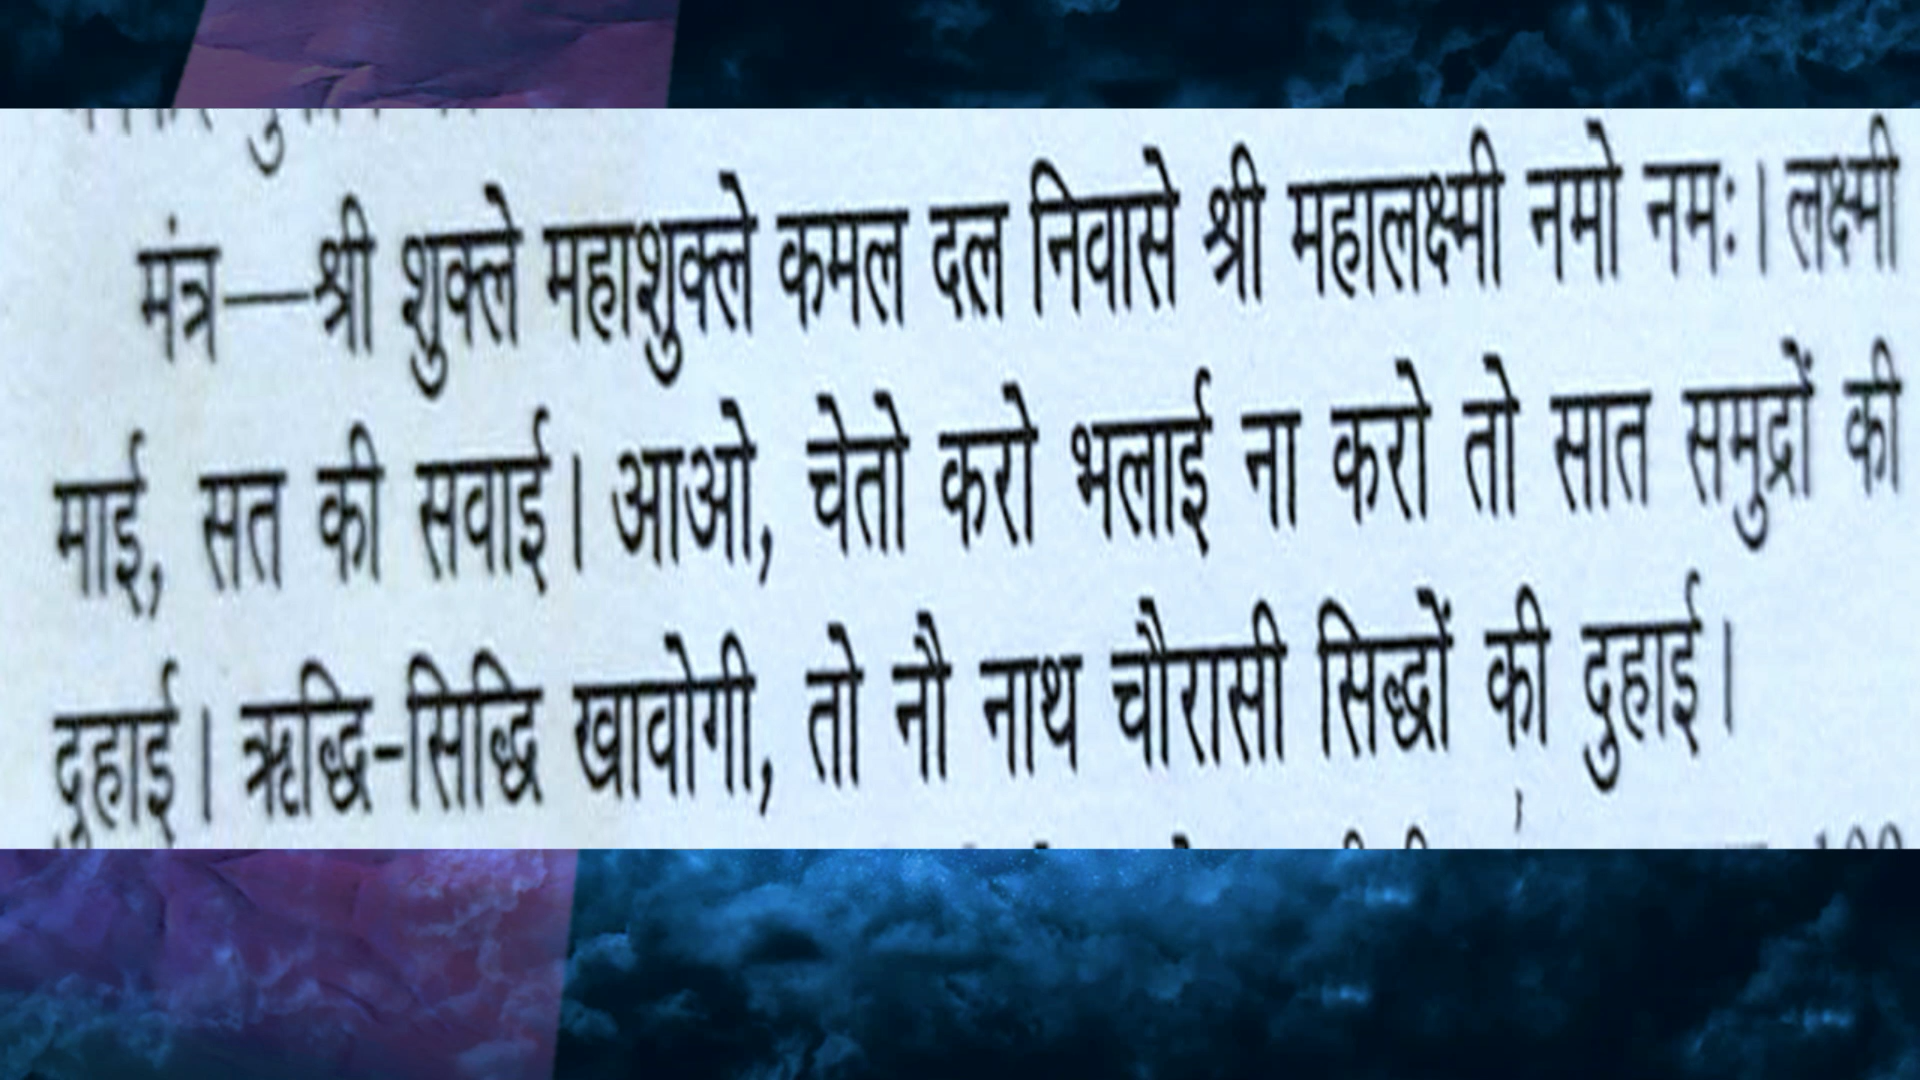 मंत्र—श्री शुक्ले महाशुक्ले कमल दल निवासे श्री महालक्ष्मी नमो नमः। लक्ष्मी
माई, सत की सवाई। आओ, चेतो करो भलाई ना करो तो सात समुद्रों की
दुहाई। ऋद्धि-सिद्धि खावोगी, तो नौ नाथ चौरासी सिद्धों की दुहाई।